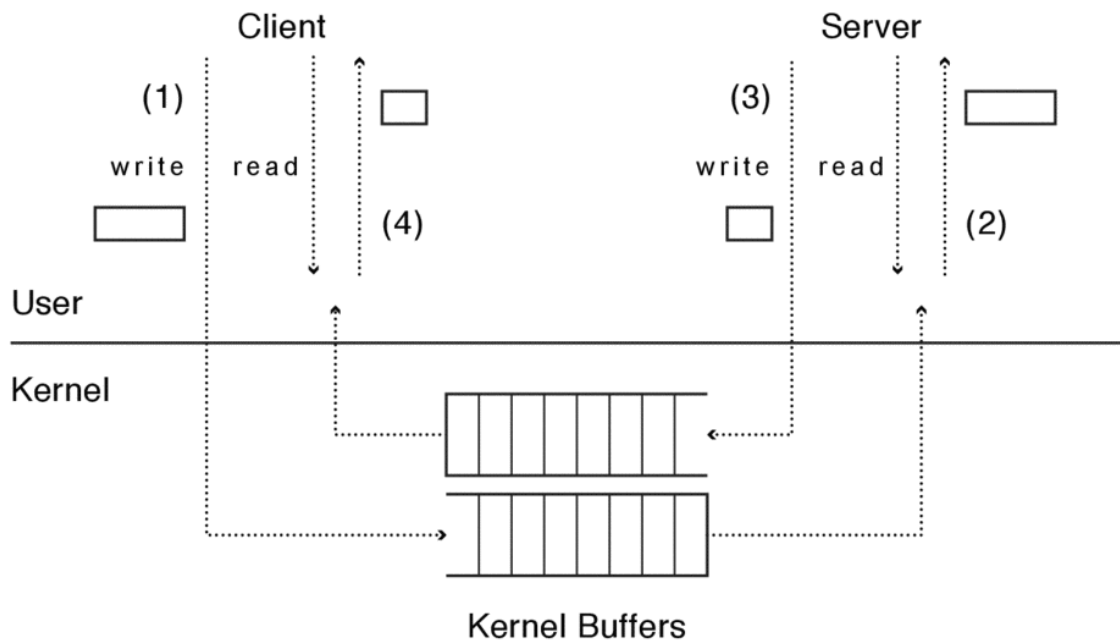 Client
Server
(1)
(3)
write
read
write
read
(4)
(2)
User
Kernel
Kernel Buffers